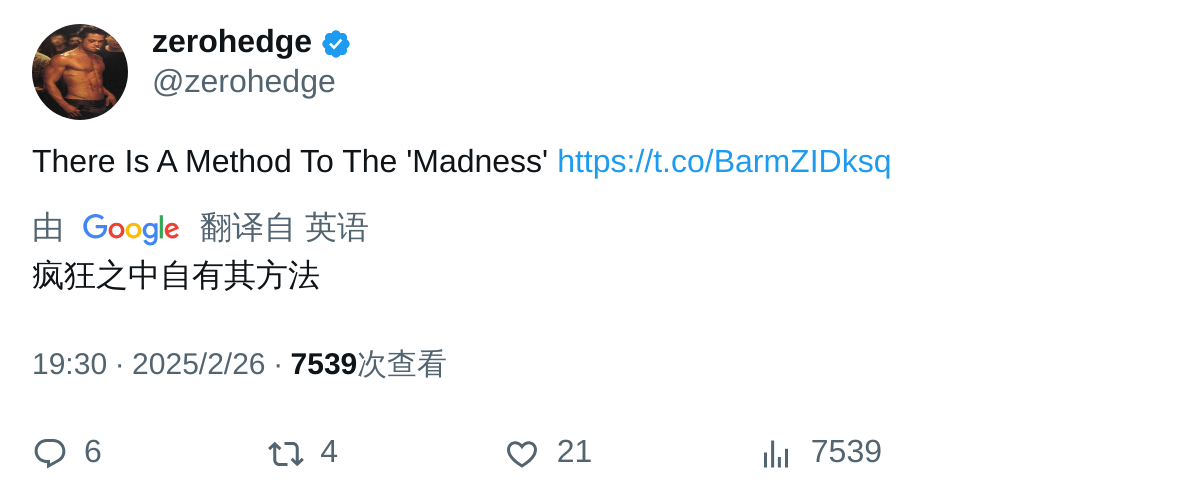 zerohedge
@zerohedge
There Is A Method To The 'Madness' https://t.co/BarmZIDksq
由 Google 翻译自 英语
疯狂之中自有其方法
19:30 · 2025/2/26 · 7539次查看
6 4 21 7539